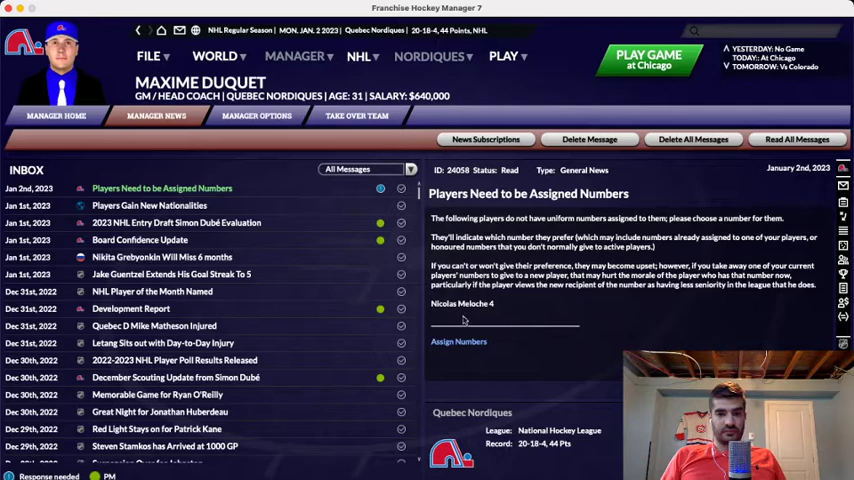 Franchise Hockey Manager 7
NHL Regular Season | MON. JAN. 2 2023 | Quebec Nordiques | 20-18-4, 44 Points, NHL
FILE WORLD MANAGER NHL NORDIQUES PLAY
PLAY GAME
at Chicago
YESTERDAY: No Game
TODAY: At Chicago
TOMORROW: Vs Colorado
MAXIME DUQUET
GM / HEAD COACH | QUEBEC NORDIQUES | AGE: 31 | SALARY: $640,000
MANAGER HOME MANAGER NEWS MANAGER OPTIONS TAKE OVER TEAM
News Subscriptions Delete Message Delete All Messages Read All Messages
INBOX All Messages
Jan 2nd, 2023 Players Need to be Assigned Numbers
Jan 1st, 2023 Players Gain New Nationalities
Jan 1st, 2023 2023 NHL Entry Draft Simon Dubé Evaluation
Jan 1st, 2023 Board Confidence Update
Jan 1st, 2023 Nikita Grebyonkin Will Miss 6 months
Jan 1st, 2023 Jake Guentzel Extends His Goal Streak To 5
Dec 31st, 2022 NHL Player of the Month Named
Dec 31st, 2022 Development Report
Dec 31st, 2022 Quebec D Mike Matheson Injured
Dec 31st, 2022 Letang Sits out with Day-to-Day Injury
Dec 30th, 2022 2022-2023 NHL Player Poll Results Released
Dec 30th, 2022 December Scouting Update from Simon Dubé
Dec 30th, 2022 Memorable Game for Ryan O'Reilly
Dec 30th, 2022 Great Night for Jonathan Huberdeau
Dec 29th, 2022 Red Light Stays on for Patrick Kane
Dec 29th, 2022 Steven Stamkos has Arrived at 1000 GP
Response needed PM
ID: 24058 Status: Read Type: General News January 2nd, 2023
Players Need to be Assigned Numbers
The following players do not have uniform numbers assigned to them; please choose a number for them.
They'll indicate which number they prefer (which may include numbers already assigned to one of your players, or
honoured numbers that you don't normally give to active players.)
If you can't or won't give their preference, they may become upset; however, if you take away one of your current
players' numbers to give to a new player, that may hurt the morale of the player who has that number now,
particularly if the player views the new recipient of the number as having less seniority in the league that he does.
Nicolas Meloche 4
Assign Numbers
Quebec Nordiques
League: National Hockey League
Record: 20-18-4, 44 Pts